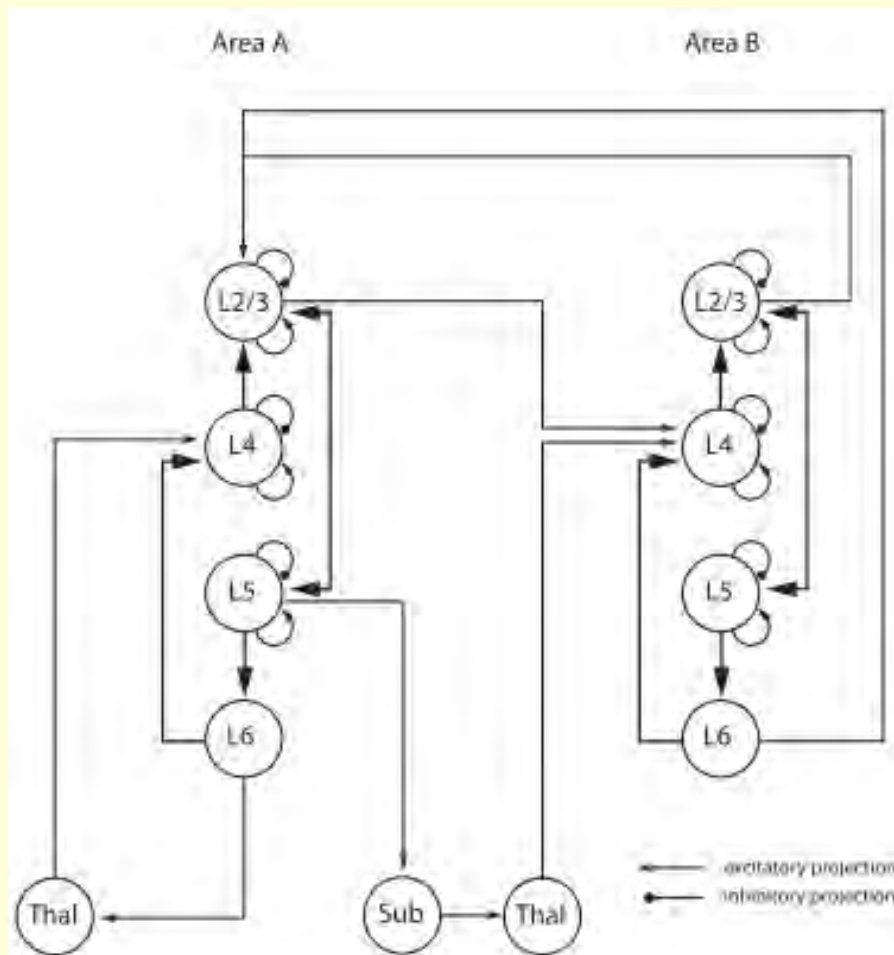 Area A Area B
L2/3 L2/3
L4 L4
L5 L5
L6 L6
excitatory projection
inhibitory projection
Thal Sub Thal